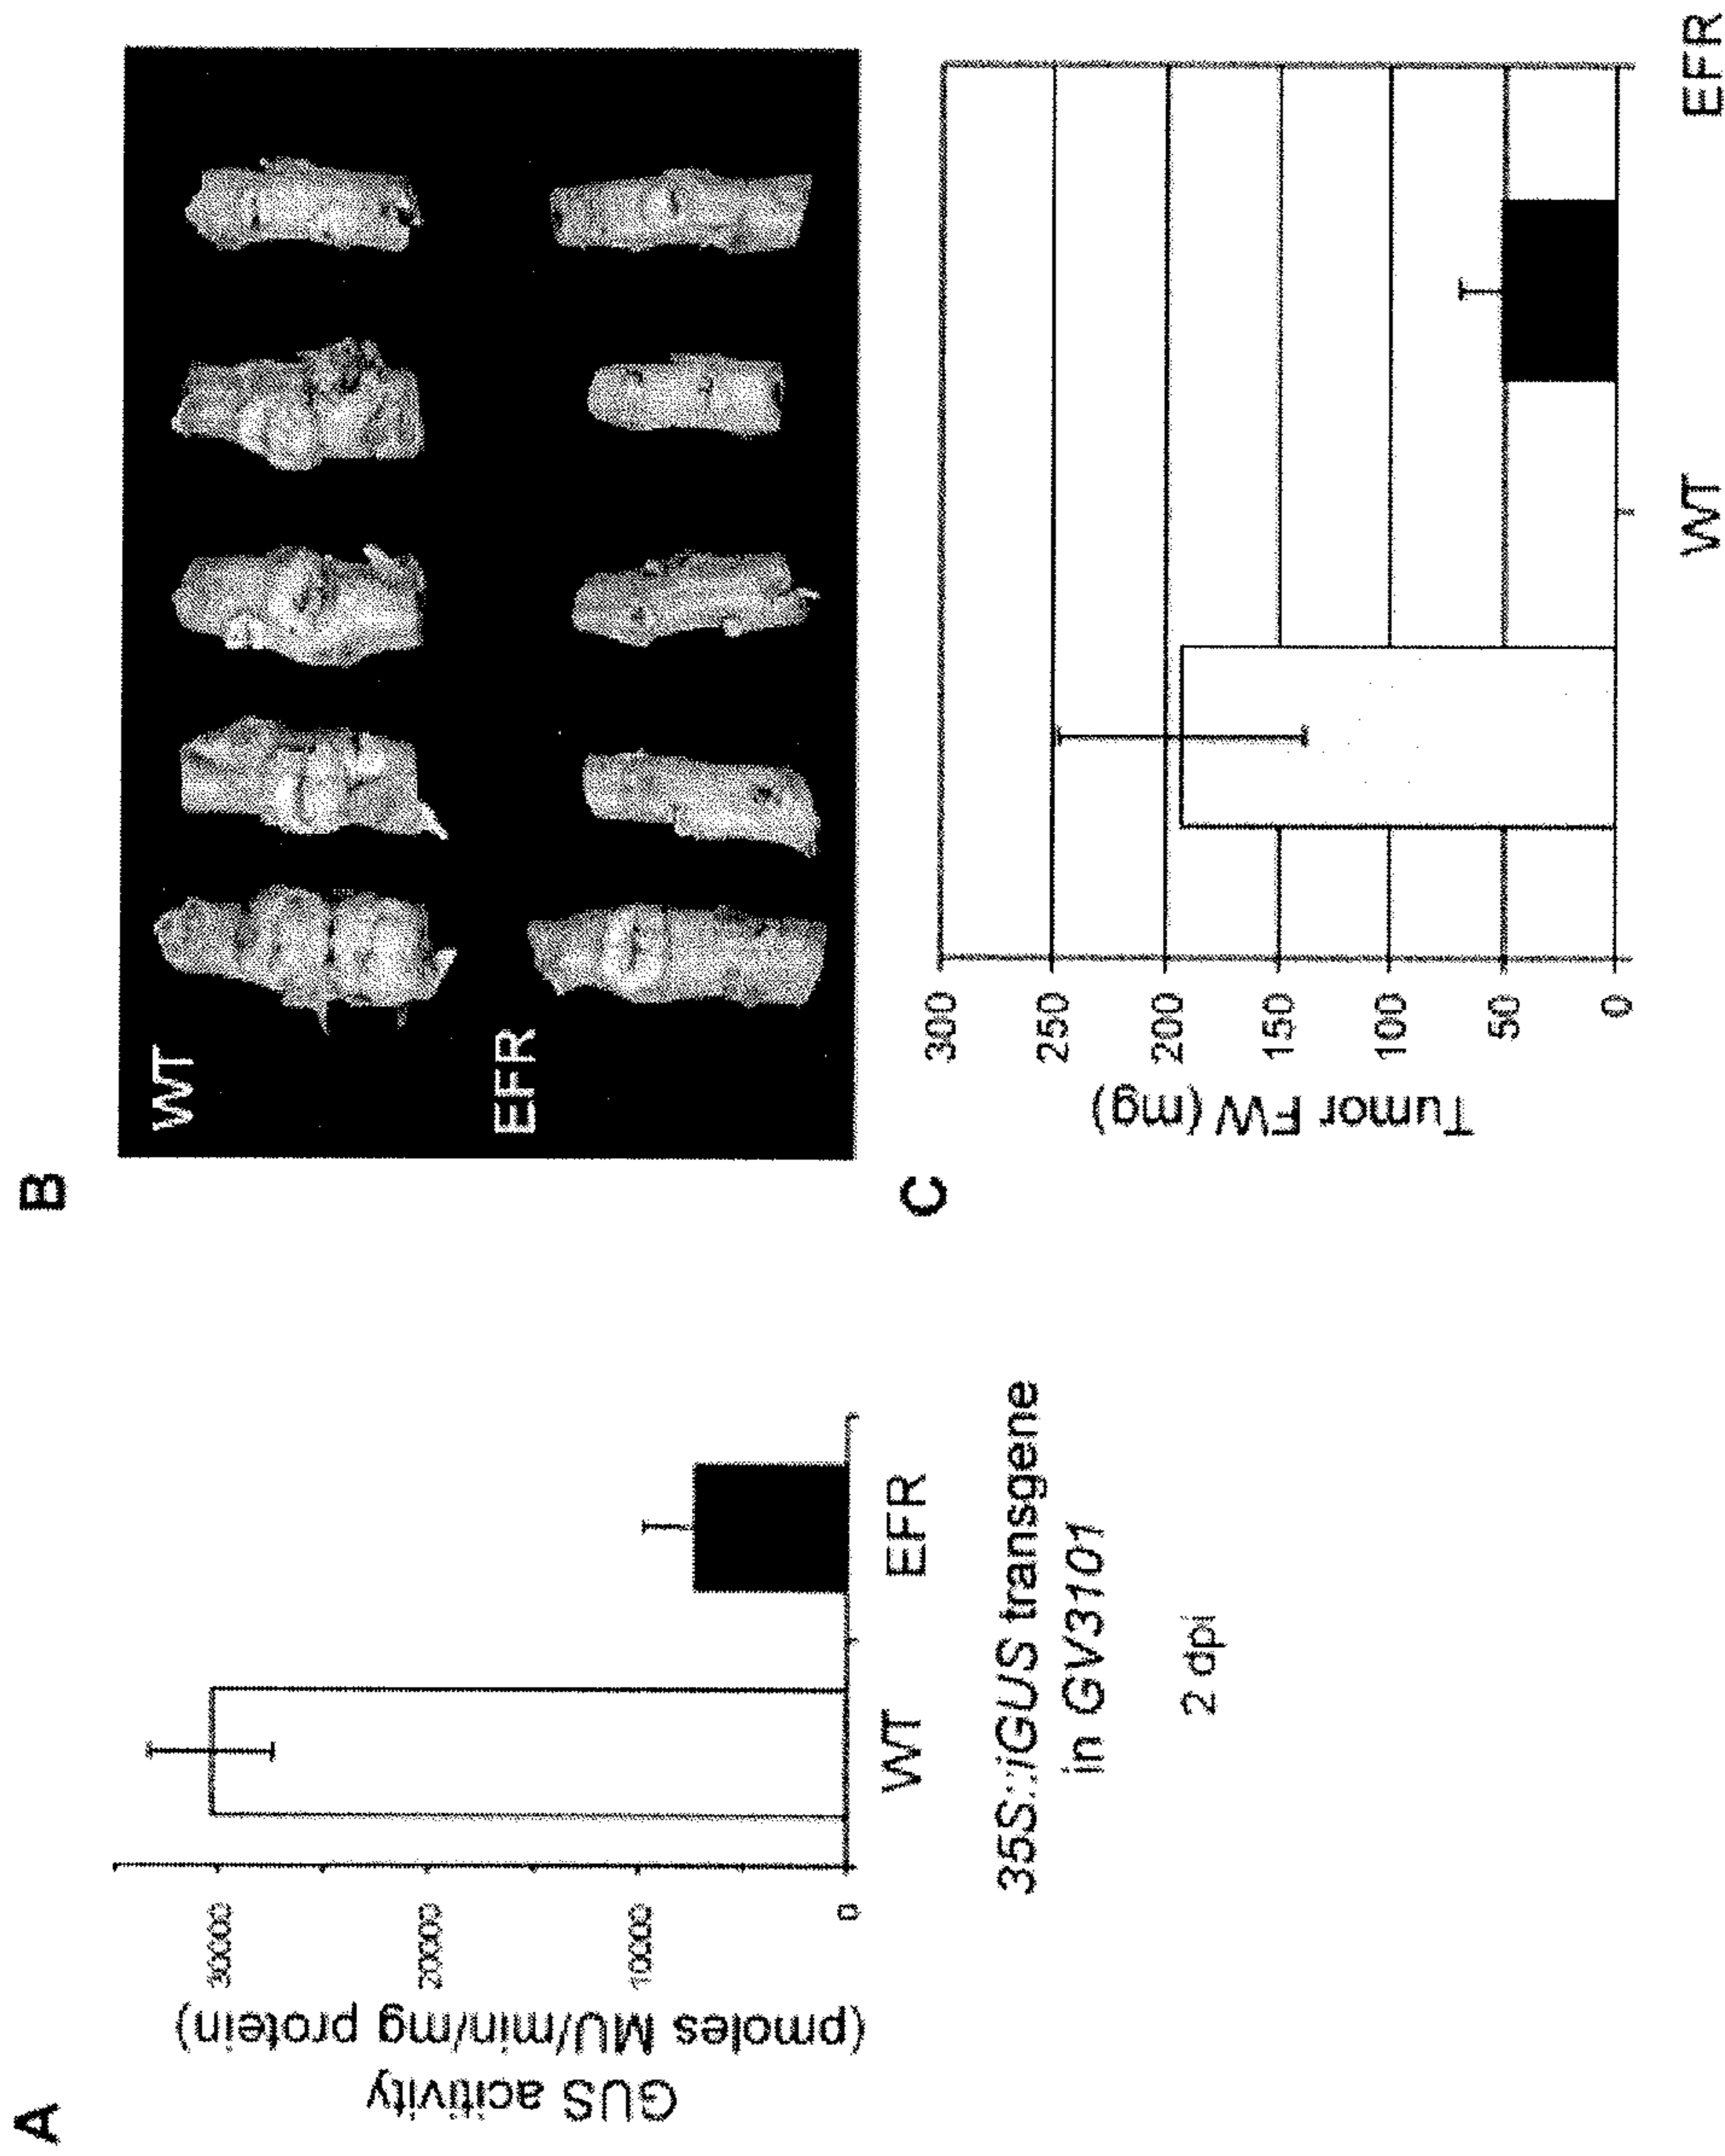 A
GUS acitivity
(pmoles MU/min/mg protein)
30000
20000
10000
0
WT
EFR
35S::iGUS transgene
in GV3101
2 dpi
B
WT
EFR
C
Tumor FW (mg)
300
250
200
150
100
50
0
WT
EFR